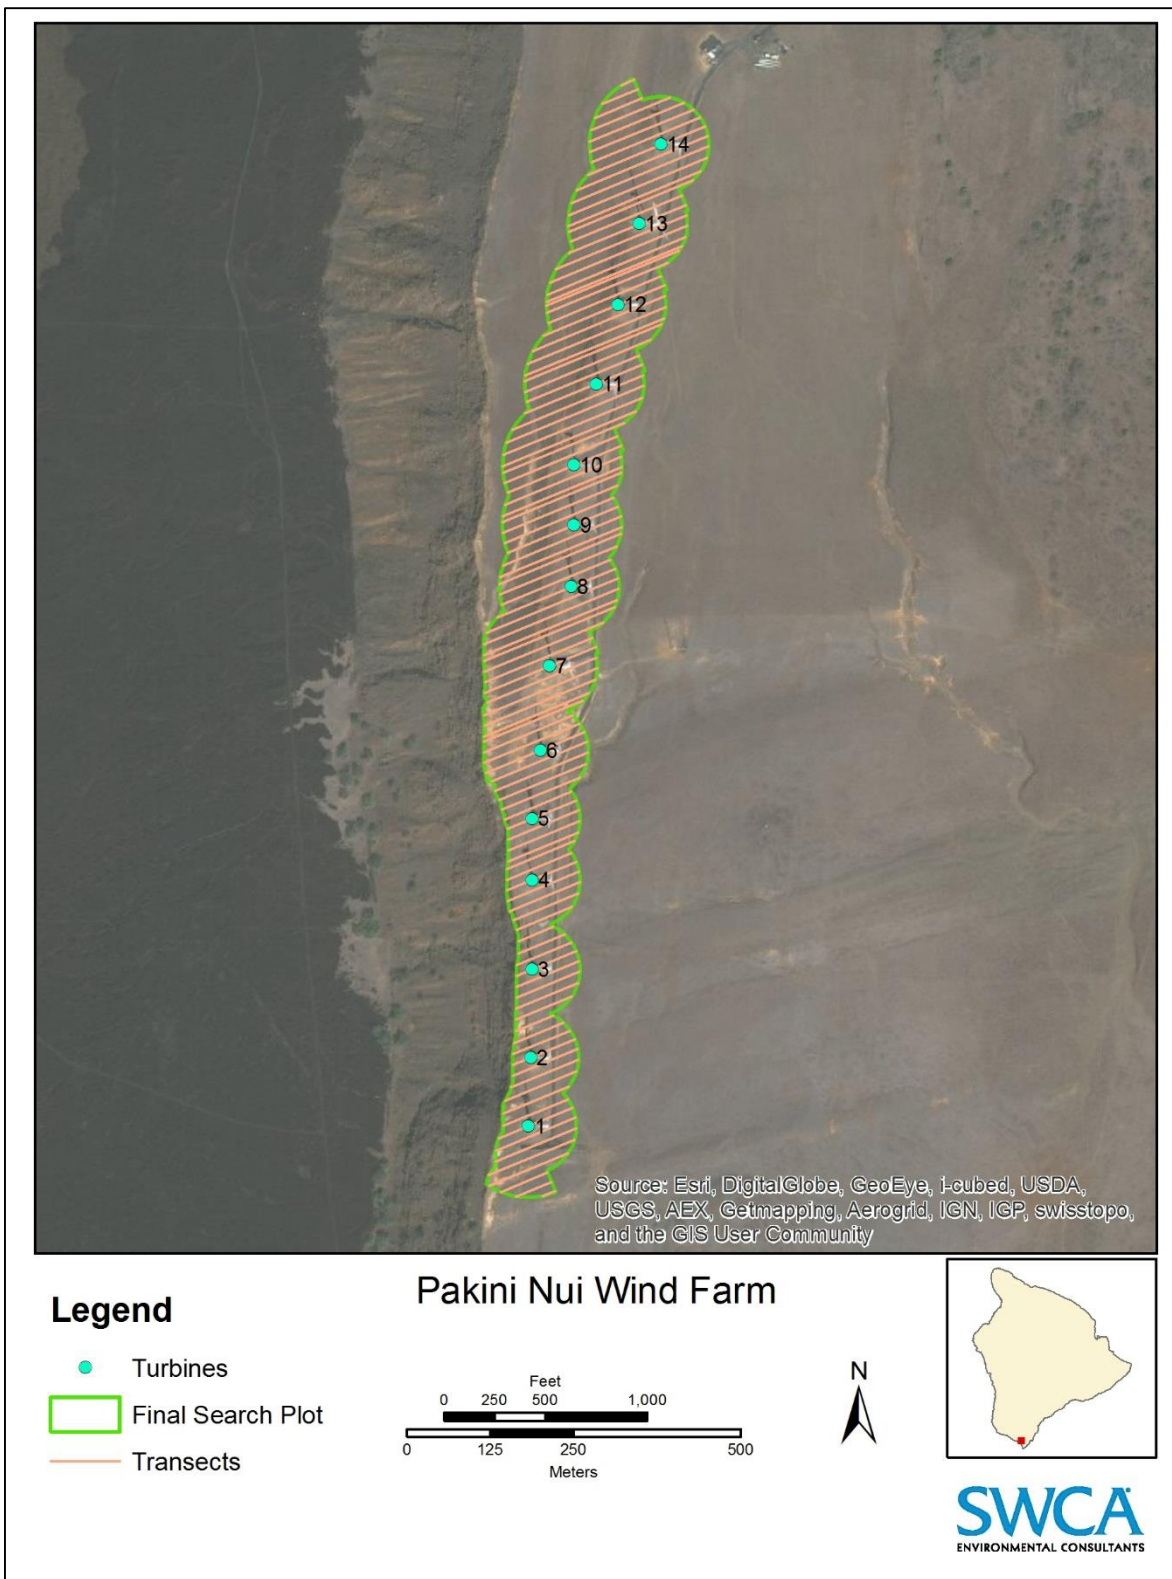 14
13
12
11
10
9
8
7
6
5
4
3
2
1
Source: Esri, DigitalGlobe, GeoEye, i-cubed, USDA,
USGS, AEX, Getmapping, Aerogrid, IGN, IGP, swisstopo,
and the GIS User Community
Pakini Nui Wind Farm
Legend
Turbines
Final Search Plot
Transects
Feet
0 250 500 1,000
0 125 250 500
Meters
N
SWCA
ENVIRONMENTAL CONSULTANTS